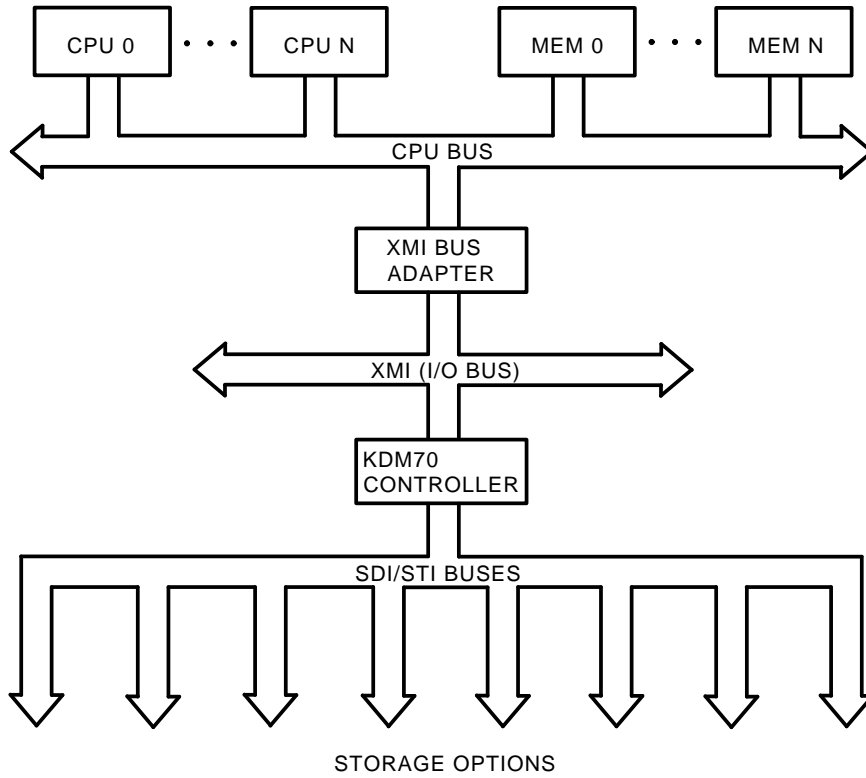 CPU 0
CPU N
MEM 0
MEM N
CPU BUS
XMI BUS
ADAPTER
XMI (I/O BUS)
KDM70
CONTROLLER
SDI/STI BUSES
STORAGE OPTIONS